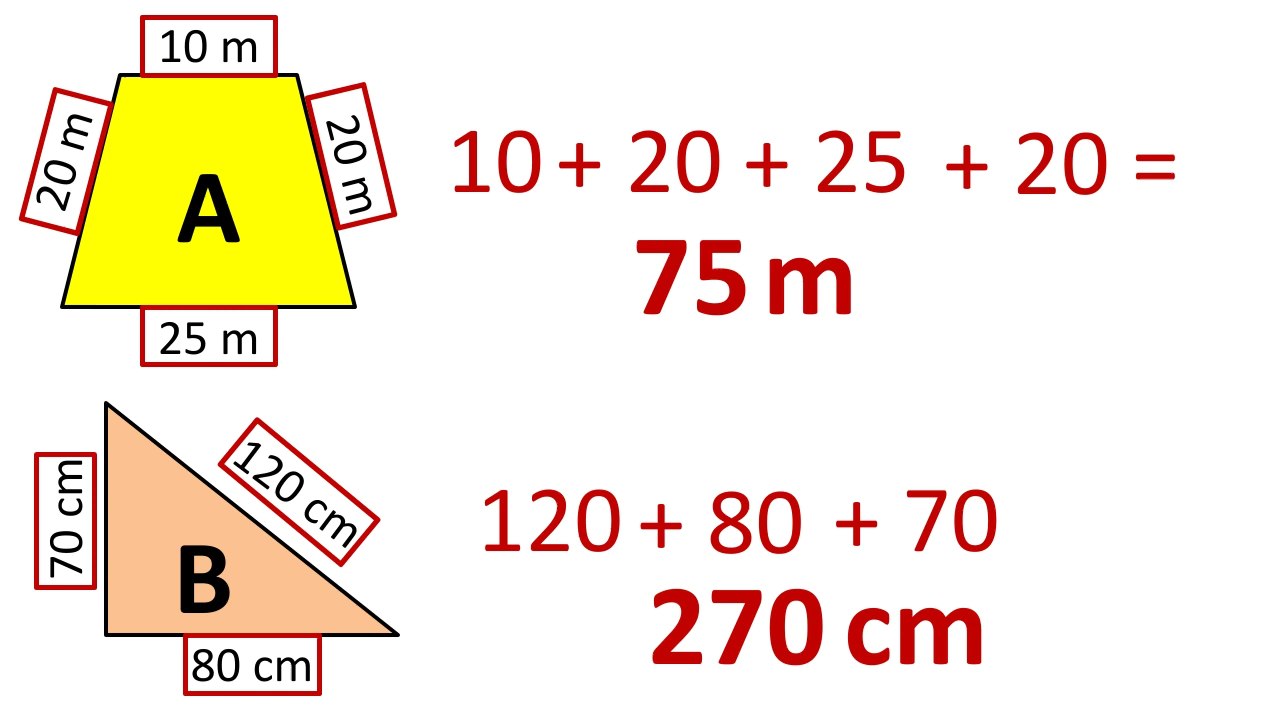 10 m
20 m
20 m
A
25 m
10 + 20 + 25 + 20 =
75 m
70 cm
120 cm
B
80 cm
120 + 80 + 70
270 cm